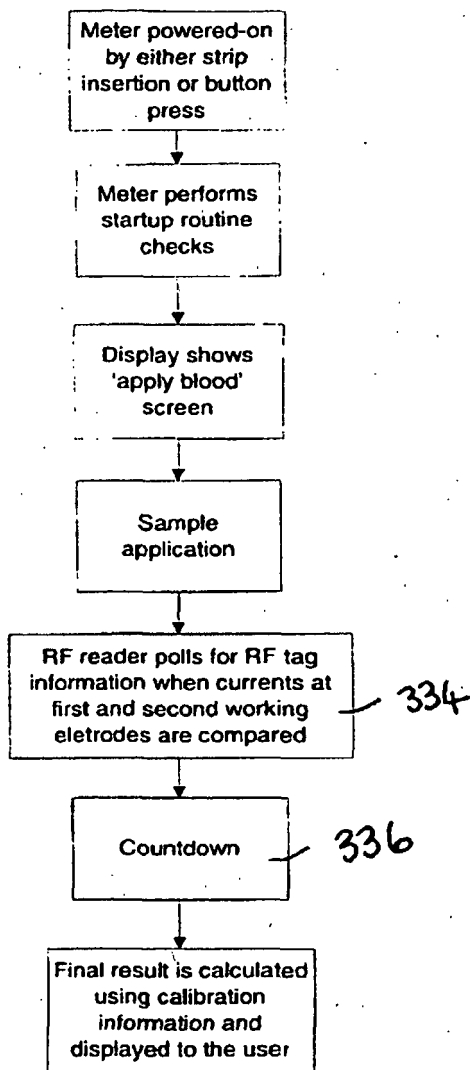 Meter powered-on
by either strip
insertion or button
press
Meter performs
startup routine
checks
Display shows
'apply blood'
screen
Sample
application
RF reader polls for RF tag
information when currents at
first and second working
eletrodes are compared
334
Countdown
336
Final result is calculated
using calibration
information and
displayed to the user